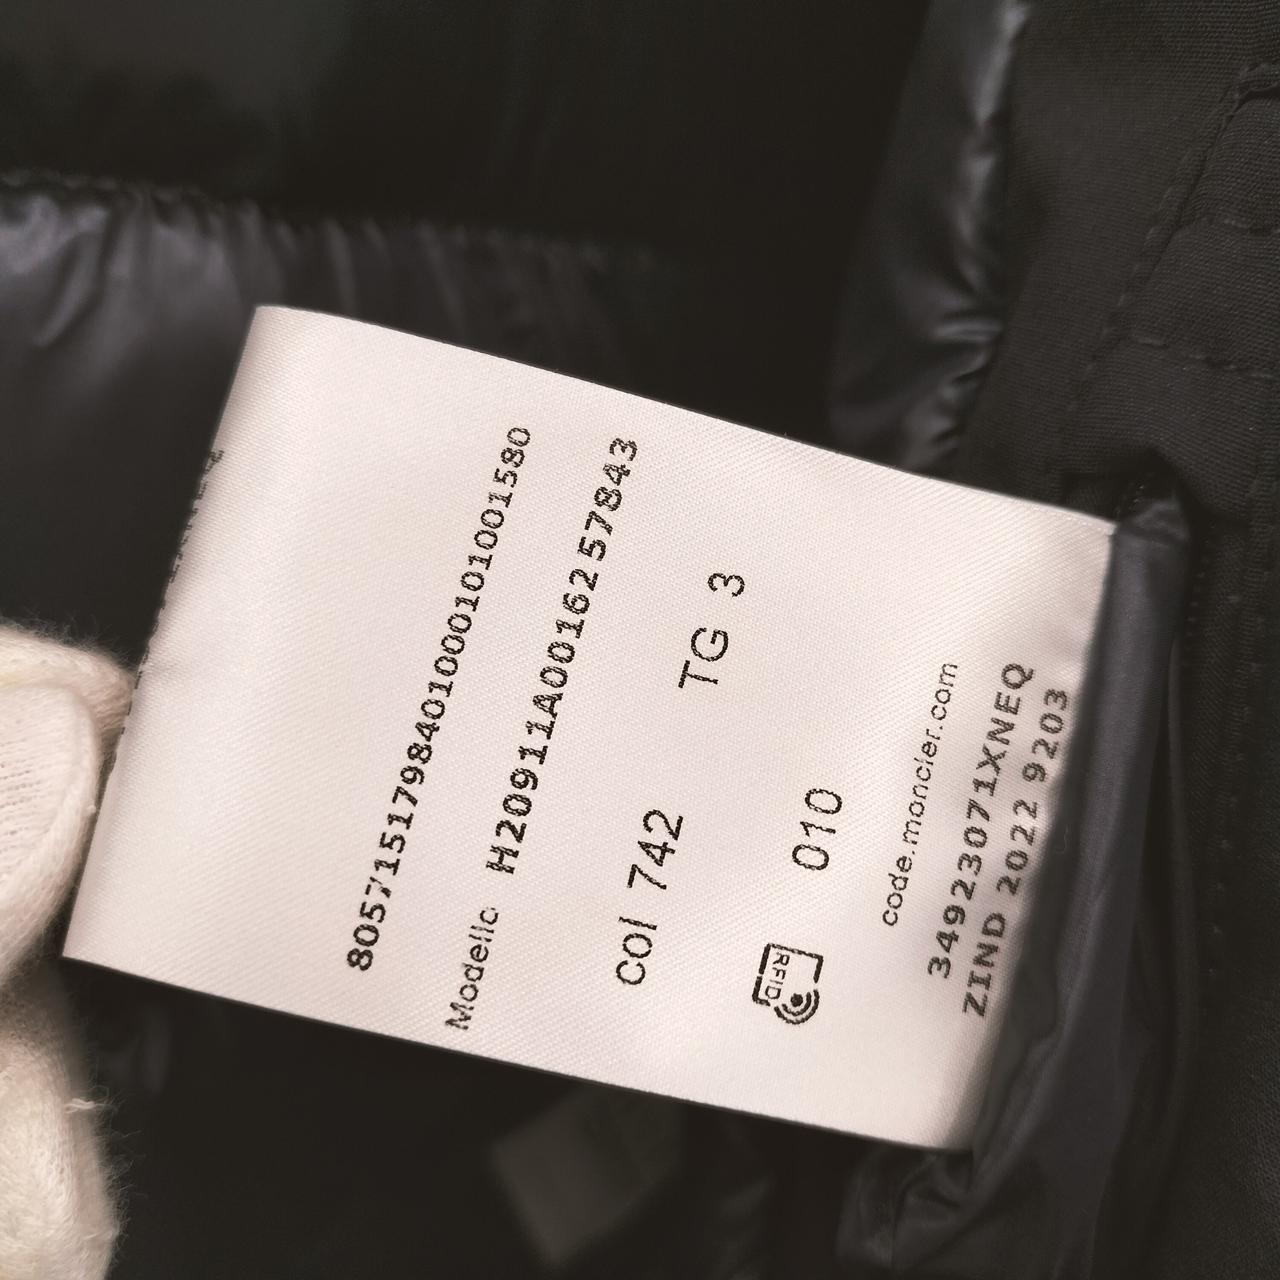 8057151798401000101001580
Modello H20911A00162 57843
col 742 TG 3
RFID 010
code.moncler.com
34923071XNEQ
ZIND 2022 9203